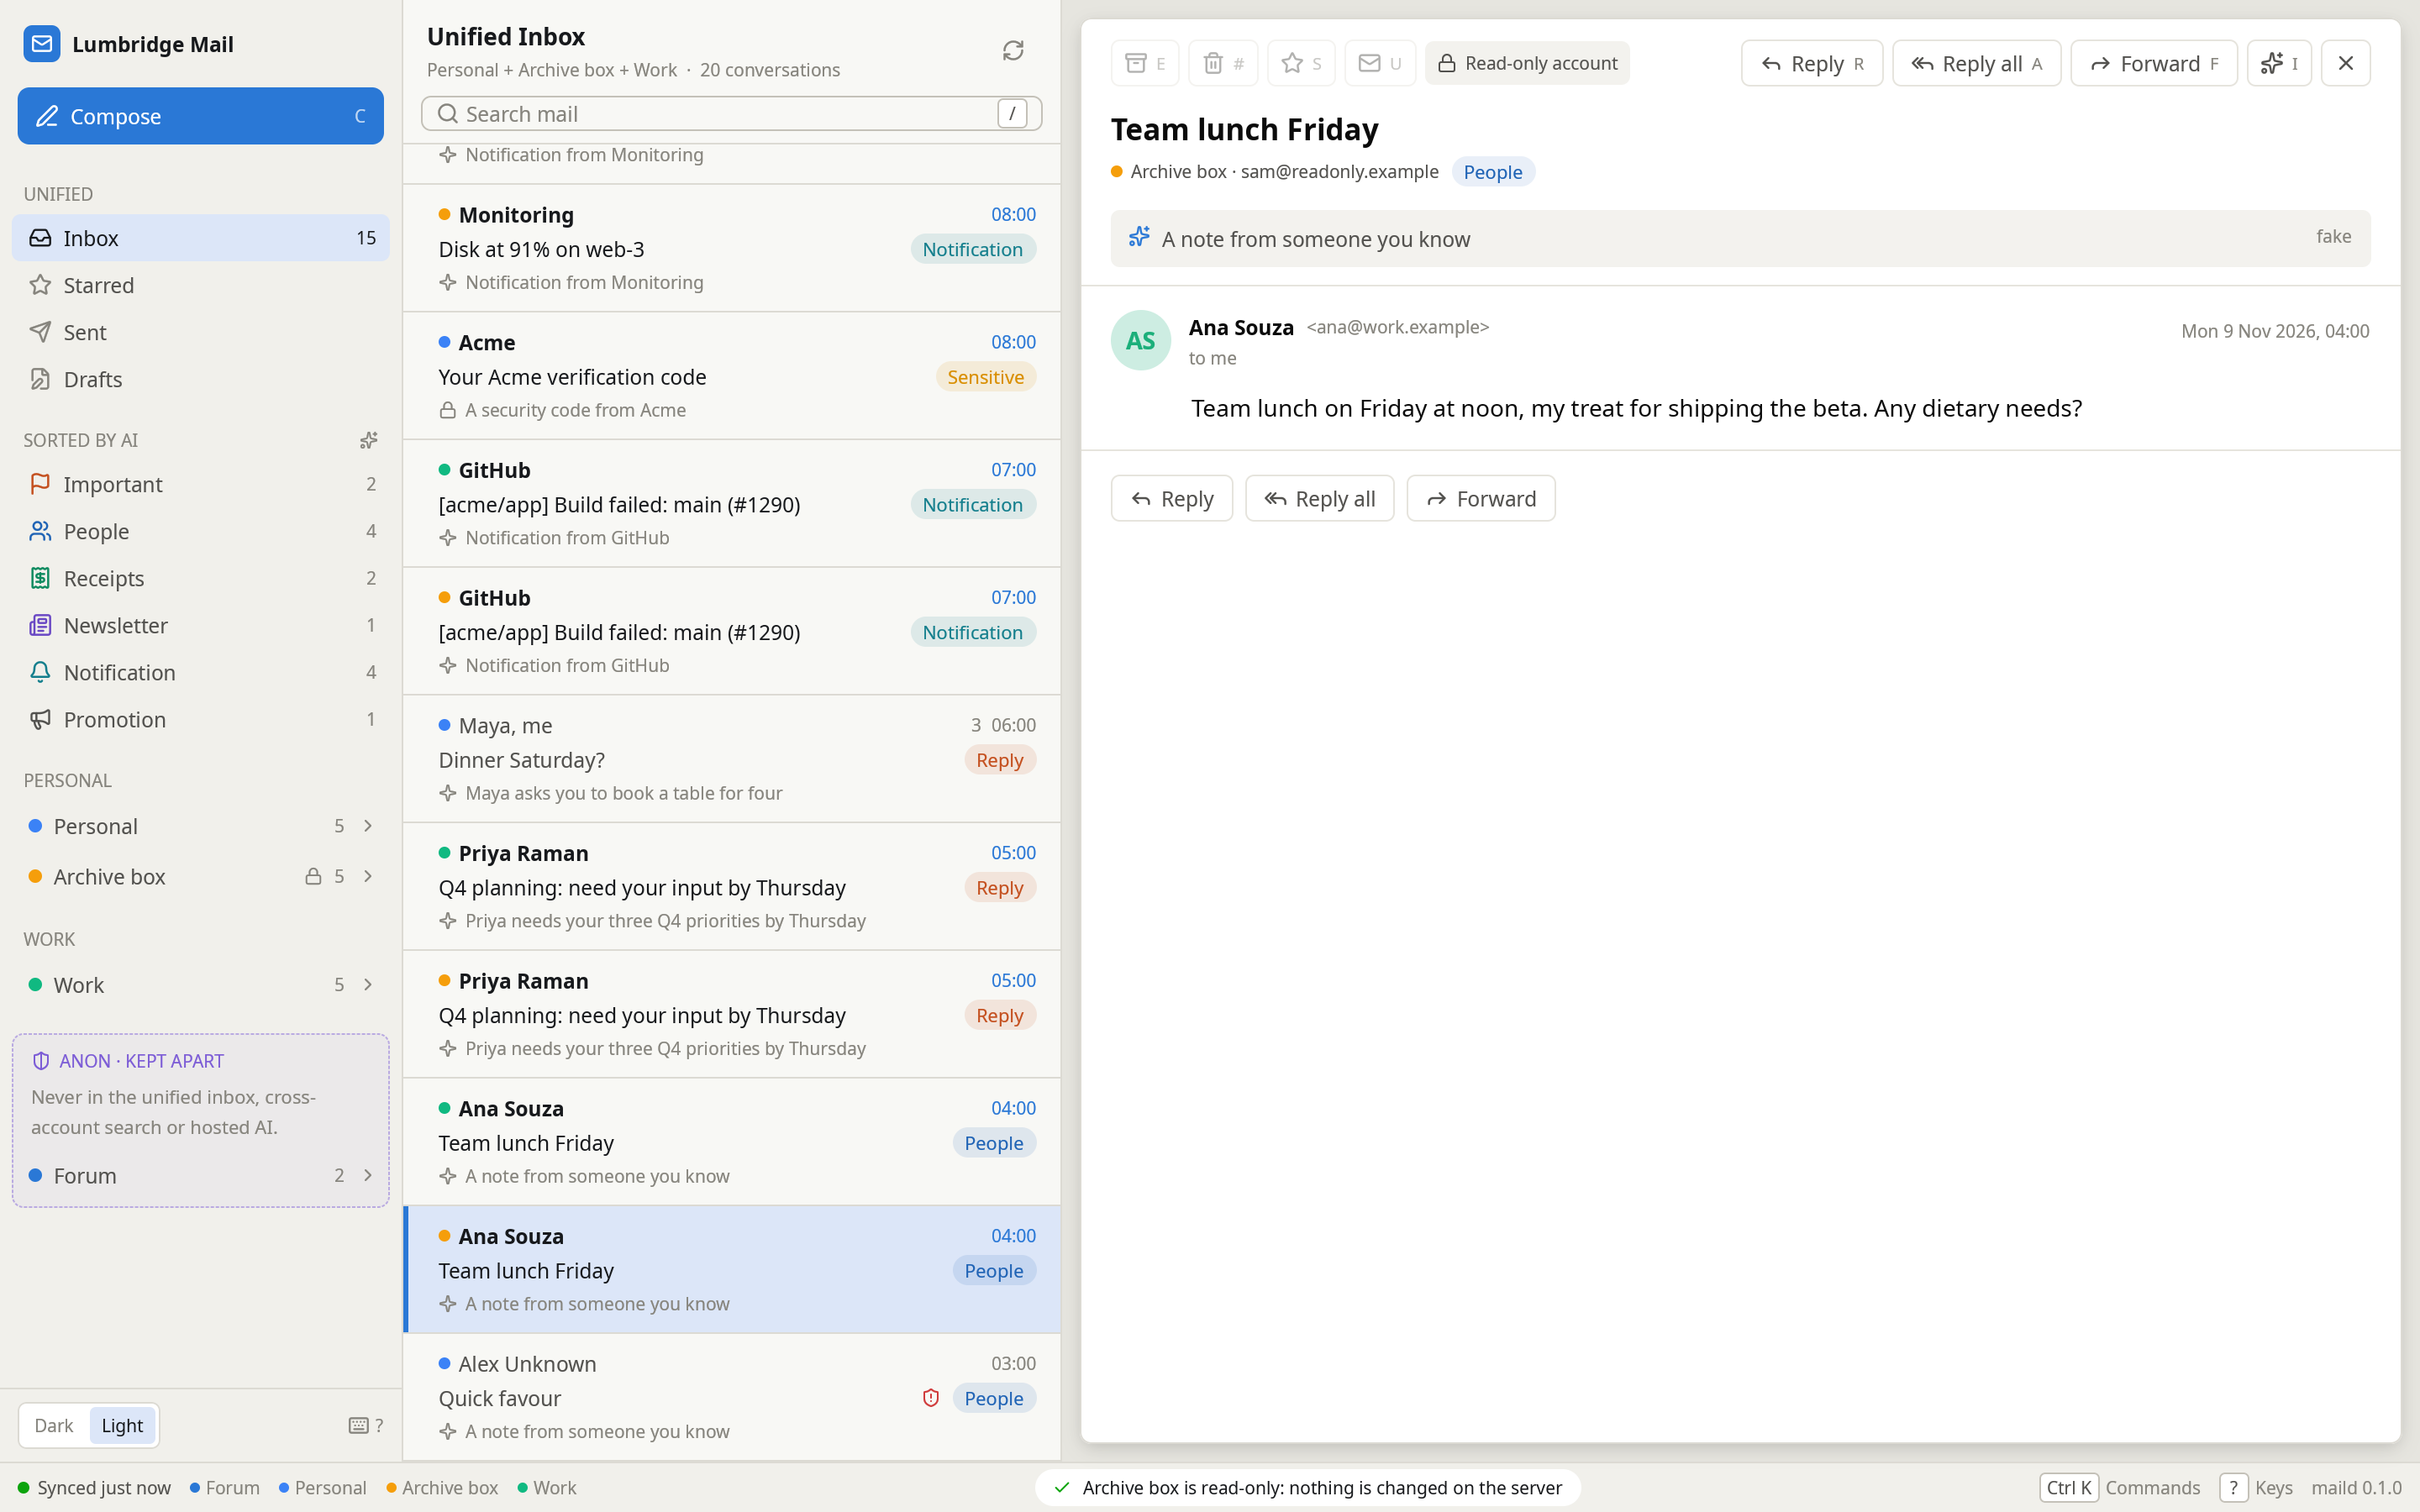 Lumbridge Mail
Compose C
UNIFIED
Inbox 15
Starred
Sent
Drafts
SORTED BY AI
Important 2
People 4
Receipts 2
Newsletter 1
Notification 4
Promotion 1
PERSONAL
Personal 5
Archive box 5
WORK
Work 5
ANON · KEPT APART
Never in the unified inbox, cross-
account search or hosted AI.
Forum 2
Dark Light ?
Unified Inbox
Personal + Archive box + Work · 20 conversations
Search mail /
Notification from Monitoring
Monitoring 08:00
Disk at 91% on web-3 Notification
Notification from Monitoring
Acme 08:00
Your Acme verification code Sensitive
A security code from Acme
GitHub 07:00
[acme/app] Build failed: main (#1290) Notification
Notification from GitHub
GitHub 07:00
[acme/app] Build failed: main (#1290) Notification
Notification from GitHub
Maya, me 3 06:00
Dinner Saturday? Reply
Maya asks you to book a table for four
Priya Raman 05:00
Q4 planning: need your input by Thursday Reply
Priya needs your three Q4 priorities by Thursday
Priya Raman 05:00
Q4 planning: need your input by Thursday Reply
Priya needs your three Q4 priorities by Thursday
Ana Souza 04:00
Team lunch Friday People
A note from someone you know
Ana Souza 04:00
Team lunch Friday People
A note from someone you know
Alex Unknown 03:00
Quick favour People
A note from someone you know
E # S U Read-only account Reply R Reply all A Forward F I
Team lunch Friday
Archive box · sam@readonly.example People
A note from someone you know fake
AS Ana Souza <ana@work.example> Mon 9 Nov 2026, 04:00
to me
Team lunch on Friday at noon, my treat for shipping the beta. Any dietary needs?
Reply Reply all Forward
Synced just now Forum Personal Archive box Work Archive box is read-only: nothing is changed on the server Ctrl K Commands ? Keys maild 0.1.0